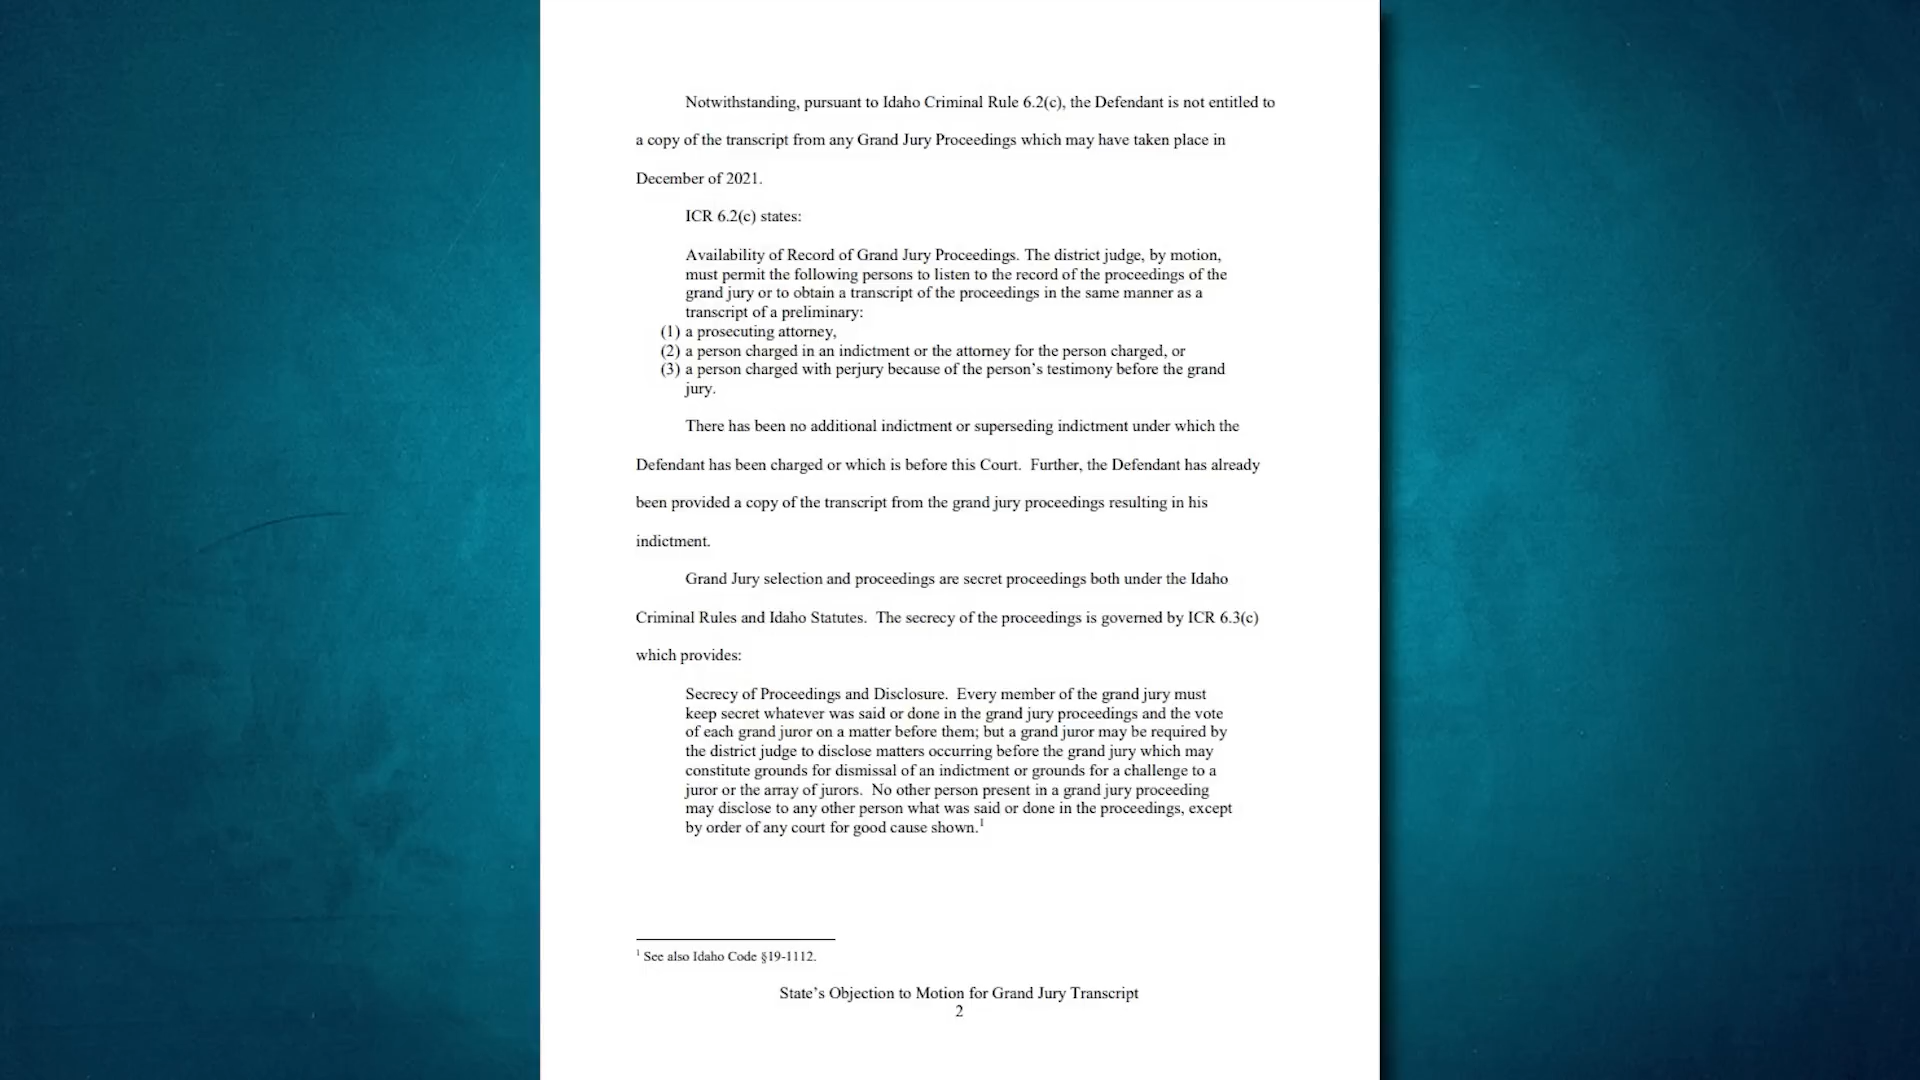 Notwithstanding, pursuant to Idaho Criminal Rule 6.2(c), the Defendant is not entitled to
a copy of the transcript from any Grand Jury Proceedings which may have taken place in
December of 2021.
ICR 6.2(c) states:
Availability of Record of Grand Jury Proceedings. The district judge, by motion,
must permit the following persons to listen to the record of the proceedings of the
grand jury or to obtain a transcript of the proceedings in the same manner as a
transcript of a preliminary:
(1) a prosecuting attorney,
(2) a person charged in an indictment or the attorney for the person charged, or
(3) a person charged with perjury because of the person’s testimony before the grand
jury.
There has been no additional indictment or superseding indictment under which the
Defendant has been charged or which is before this Court.  Further, the Defendant has already
been provided a copy of the transcript from the grand jury proceedings resulting in his
indictment.
Grand Jury selection and proceedings are secret proceedings both under the Idaho
Criminal Rules and Idaho Statutes.  The secrecy of the proceedings is governed by ICR 6.3(c)
which provides:
Secrecy of Proceedings and Disclosure.  Every member of the grand jury must
keep secret whatever was said or done in the grand jury proceedings and the vote
of each grand juror on a matter before them; but a grand juror may be required by
the district judge to disclose matters occurring before the grand jury which may
constitute grounds for dismissal of an indictment or grounds for a challenge to a
juror or the array of jurors.  No other person present in a grand jury proceeding
may disclose to any other person what was said or done in the proceedings, except
by order of any court for good cause shown.¹
¹ See also Idaho Code §19-1112.
State’s Objection to Motion for Grand Jury Transcript
2